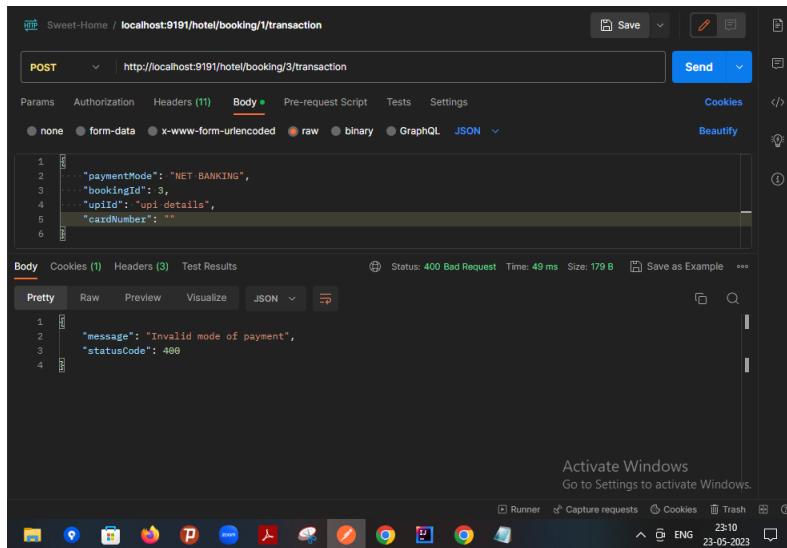 HTTP Sweet-Home / localhost:9191/hotel/booking/1/transaction Save
POST http://localhost:9191/hotel/booking/3/transaction Send
Params Authorization Headers (11) Body Pre-request Script Tests Settings Cookies
none form-data x-www-form-urlencoded raw binary GraphQL JSON Beautify
1 {
2 ····"paymentMode": "NET·BANKING",
3 ····"bookingId": 3,
4 ····"upiId": "upi·details",
5 "cardNumber": ""
6 }
Body Cookies (1) Headers (3) Test Results Status: 400 Bad Request Time: 49 ms Size: 179 B Save as Example
Pretty Raw Preview Visualize JSON
1 {
2 "message": "Invalid mode of payment",
3 "statusCode": 400
4 }
Activate Windows
Go to Settings to activate Windows.
Runner Capture requests Cookies Trash
zoom
ENG 23:10
23-05-2023